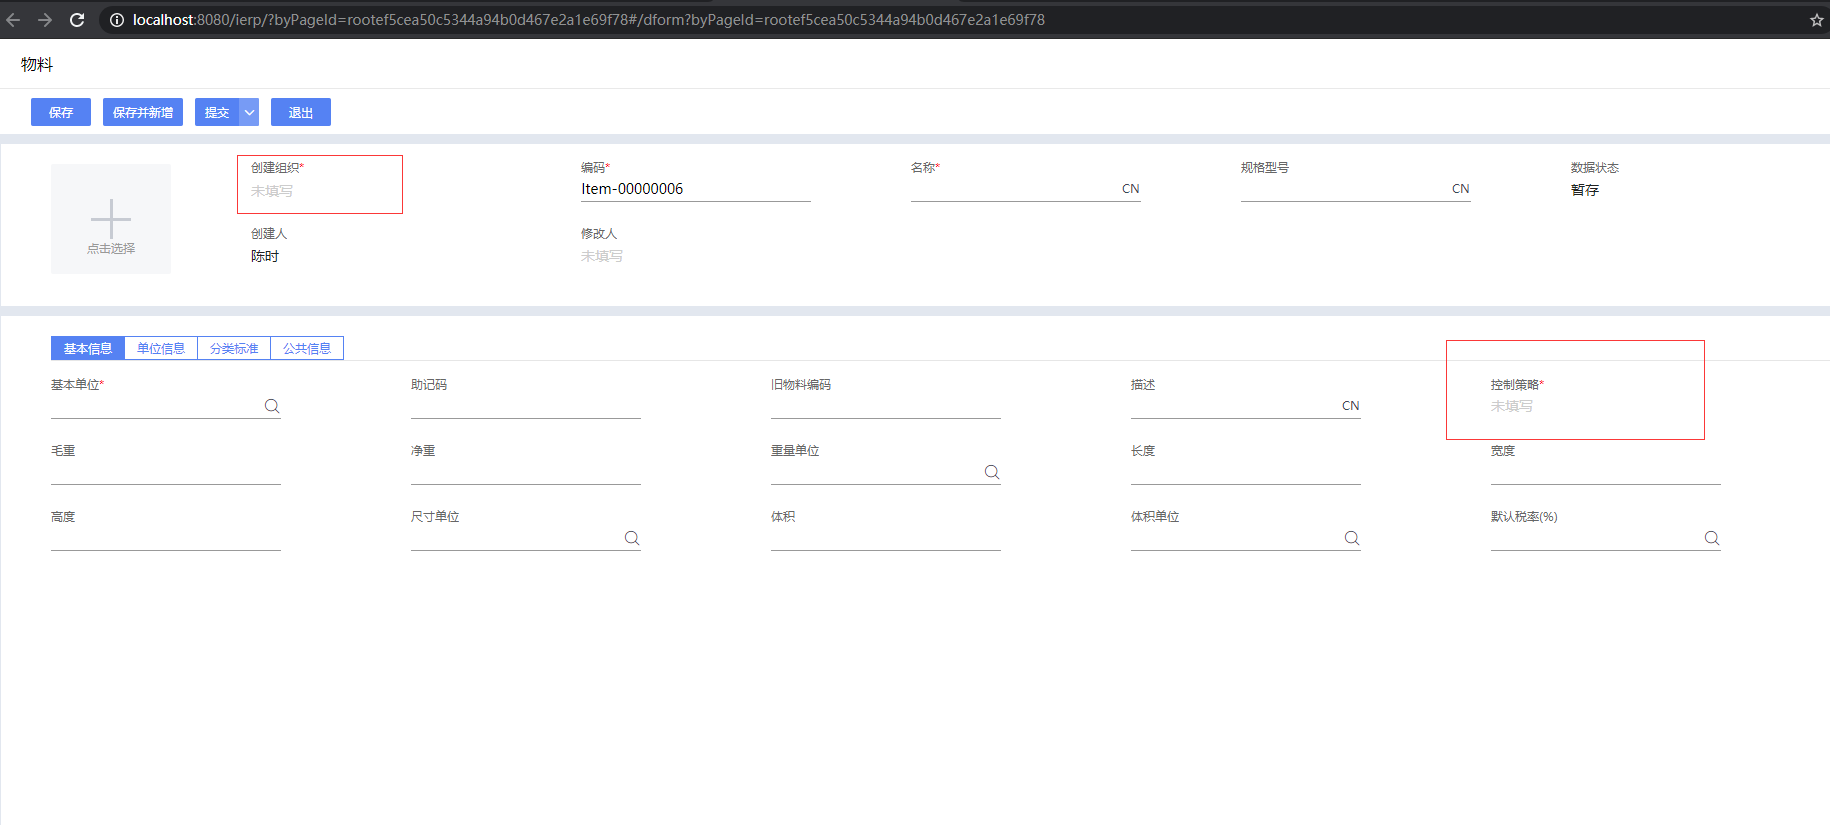 localhost:8080/ierp/?byPageId=rootef5cea50c5344a94b0d467e2a1e69f78#/dform?byPageId=rootef5cea50c5344a94b0d467e2a1e69f78
物料
保存 保存并新增 提交 退出
创建组织* 编码* 名称* 规格型号 数据状态
未填写 Item-00000006 CN CN 暂存
点击选择
创建人 修改人
陈时 未填写
基本信息 单位信息 分类标准 公共信息
基本单位* 助记码 旧物料编码 描述 控制策略*
CN 未填写
毛重 净重 重量单位 长度 宽度
高度 尺寸单位 体积 体积单位 默认税率(%)